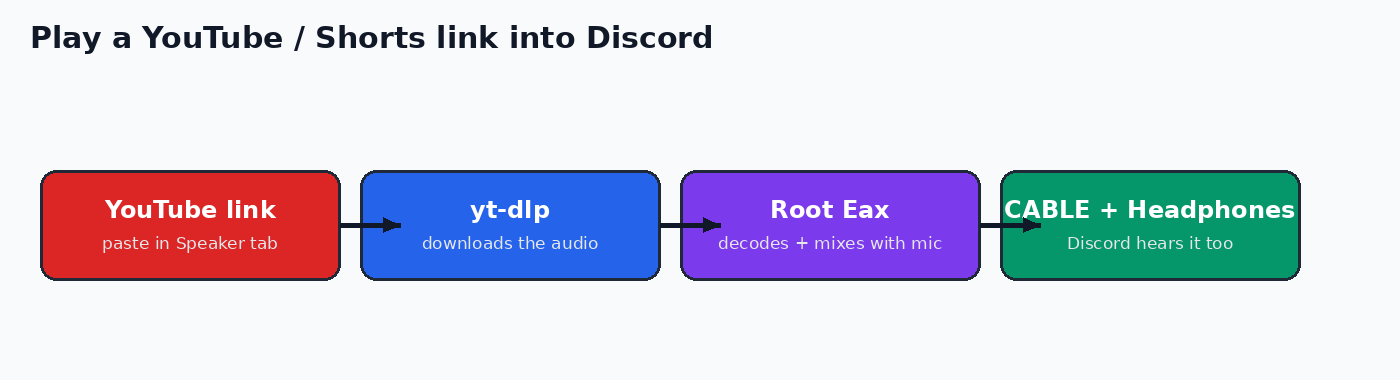 Play a YouTube / Shorts link into Discord
YouTube link
paste in Speaker tab
yt-dlp
downloads the audio
Root Eax
decodes + mixes with mic
CABLE + Headphones
Discord hears it too